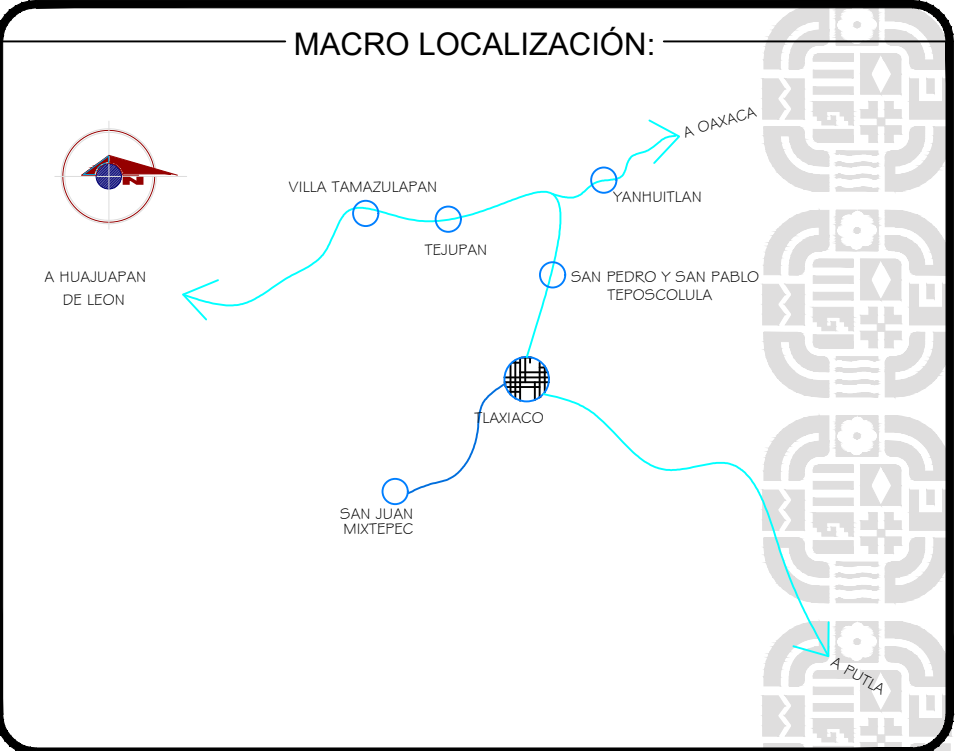 MACRO LOCALIZACIÓN:
A OAXACA
N
VILLA TAMAZULAPAN
YANHUITLAN
TEJUPAN
A HUAJUAPAN
DE LEON
SAN PEDRO Y SAN PABLO
TEPOSCOLULA
TLAXIACO
SAN JUAN
MIXTEPEC
A PUTLA